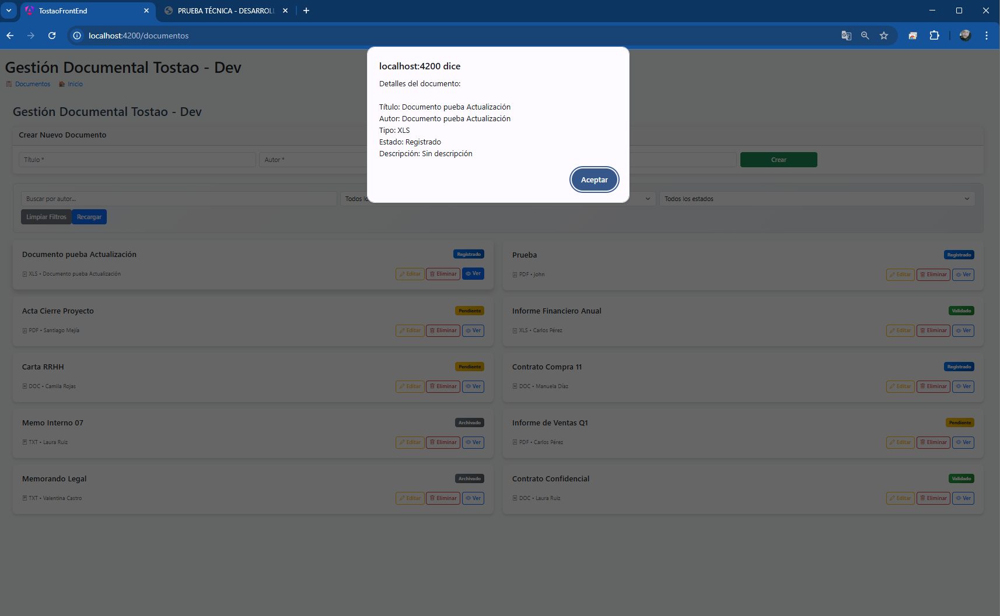 TostaoFrontEnd
PRUEBA TÉCNICA - DESARROLL
localhost:4200/documentos
Gestión Documental Tostao - Dev
Documentos Inicio
localhost:4200 dice
Detalles del documento:
Título: Documento pueba Actualización
Autor: Documento pueba Actualización
Tipo: XLS
Estado: Registrado
Descripción: Sin descripción
Aceptar
Gestión Documental Tostao - Dev
Crear Nuevo Documento
Título * Autor * Crear
Buscar por autor... Todos lo Todos los estados
Limpiar Filtros Recargar
Documento pueba Actualización Registrado
XLS • Documento pueba Actualización Editar Eliminar Ver
Prueba Registrado
PDF • john Editar Eliminar Ver
Acta Cierre Proyecto Pendiente
PDF • Santiago Mejía Editar Eliminar Ver
Informe Financiero Anual Validado
XLS • Carlos Pérez Editar Eliminar Ver
Carta RRHH Pendiente
DOC • Camila Rojas Editar Eliminar Ver
Contrato Compra 11 Registrado
DOC • Manuela Díaz Editar Eliminar Ver
Memo Interno 07 Archivado
TXT • Laura Ruiz Editar Eliminar Ver
Informe de Ventas Q1 Pendiente
PDF • Carlos Pérez Editar Eliminar Ver
Memorando Legal Archivado
TXT • Valentina Castro Editar Eliminar Ver
Contrato Confidencial Validado
DOC • Laura Ruiz Editar Eliminar Ver